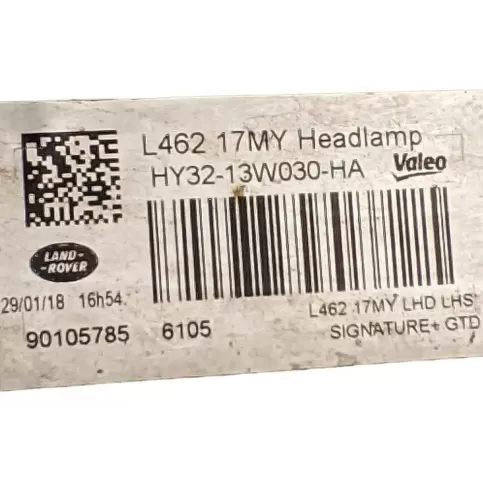 L462 17MY Headlamp
HY32-13W030-HA
Valeo
LAND-
-ROVER
29/01/18 16h54
L462 17MY LHD LHS
90105785 6105
SIGNATURE+ GTD